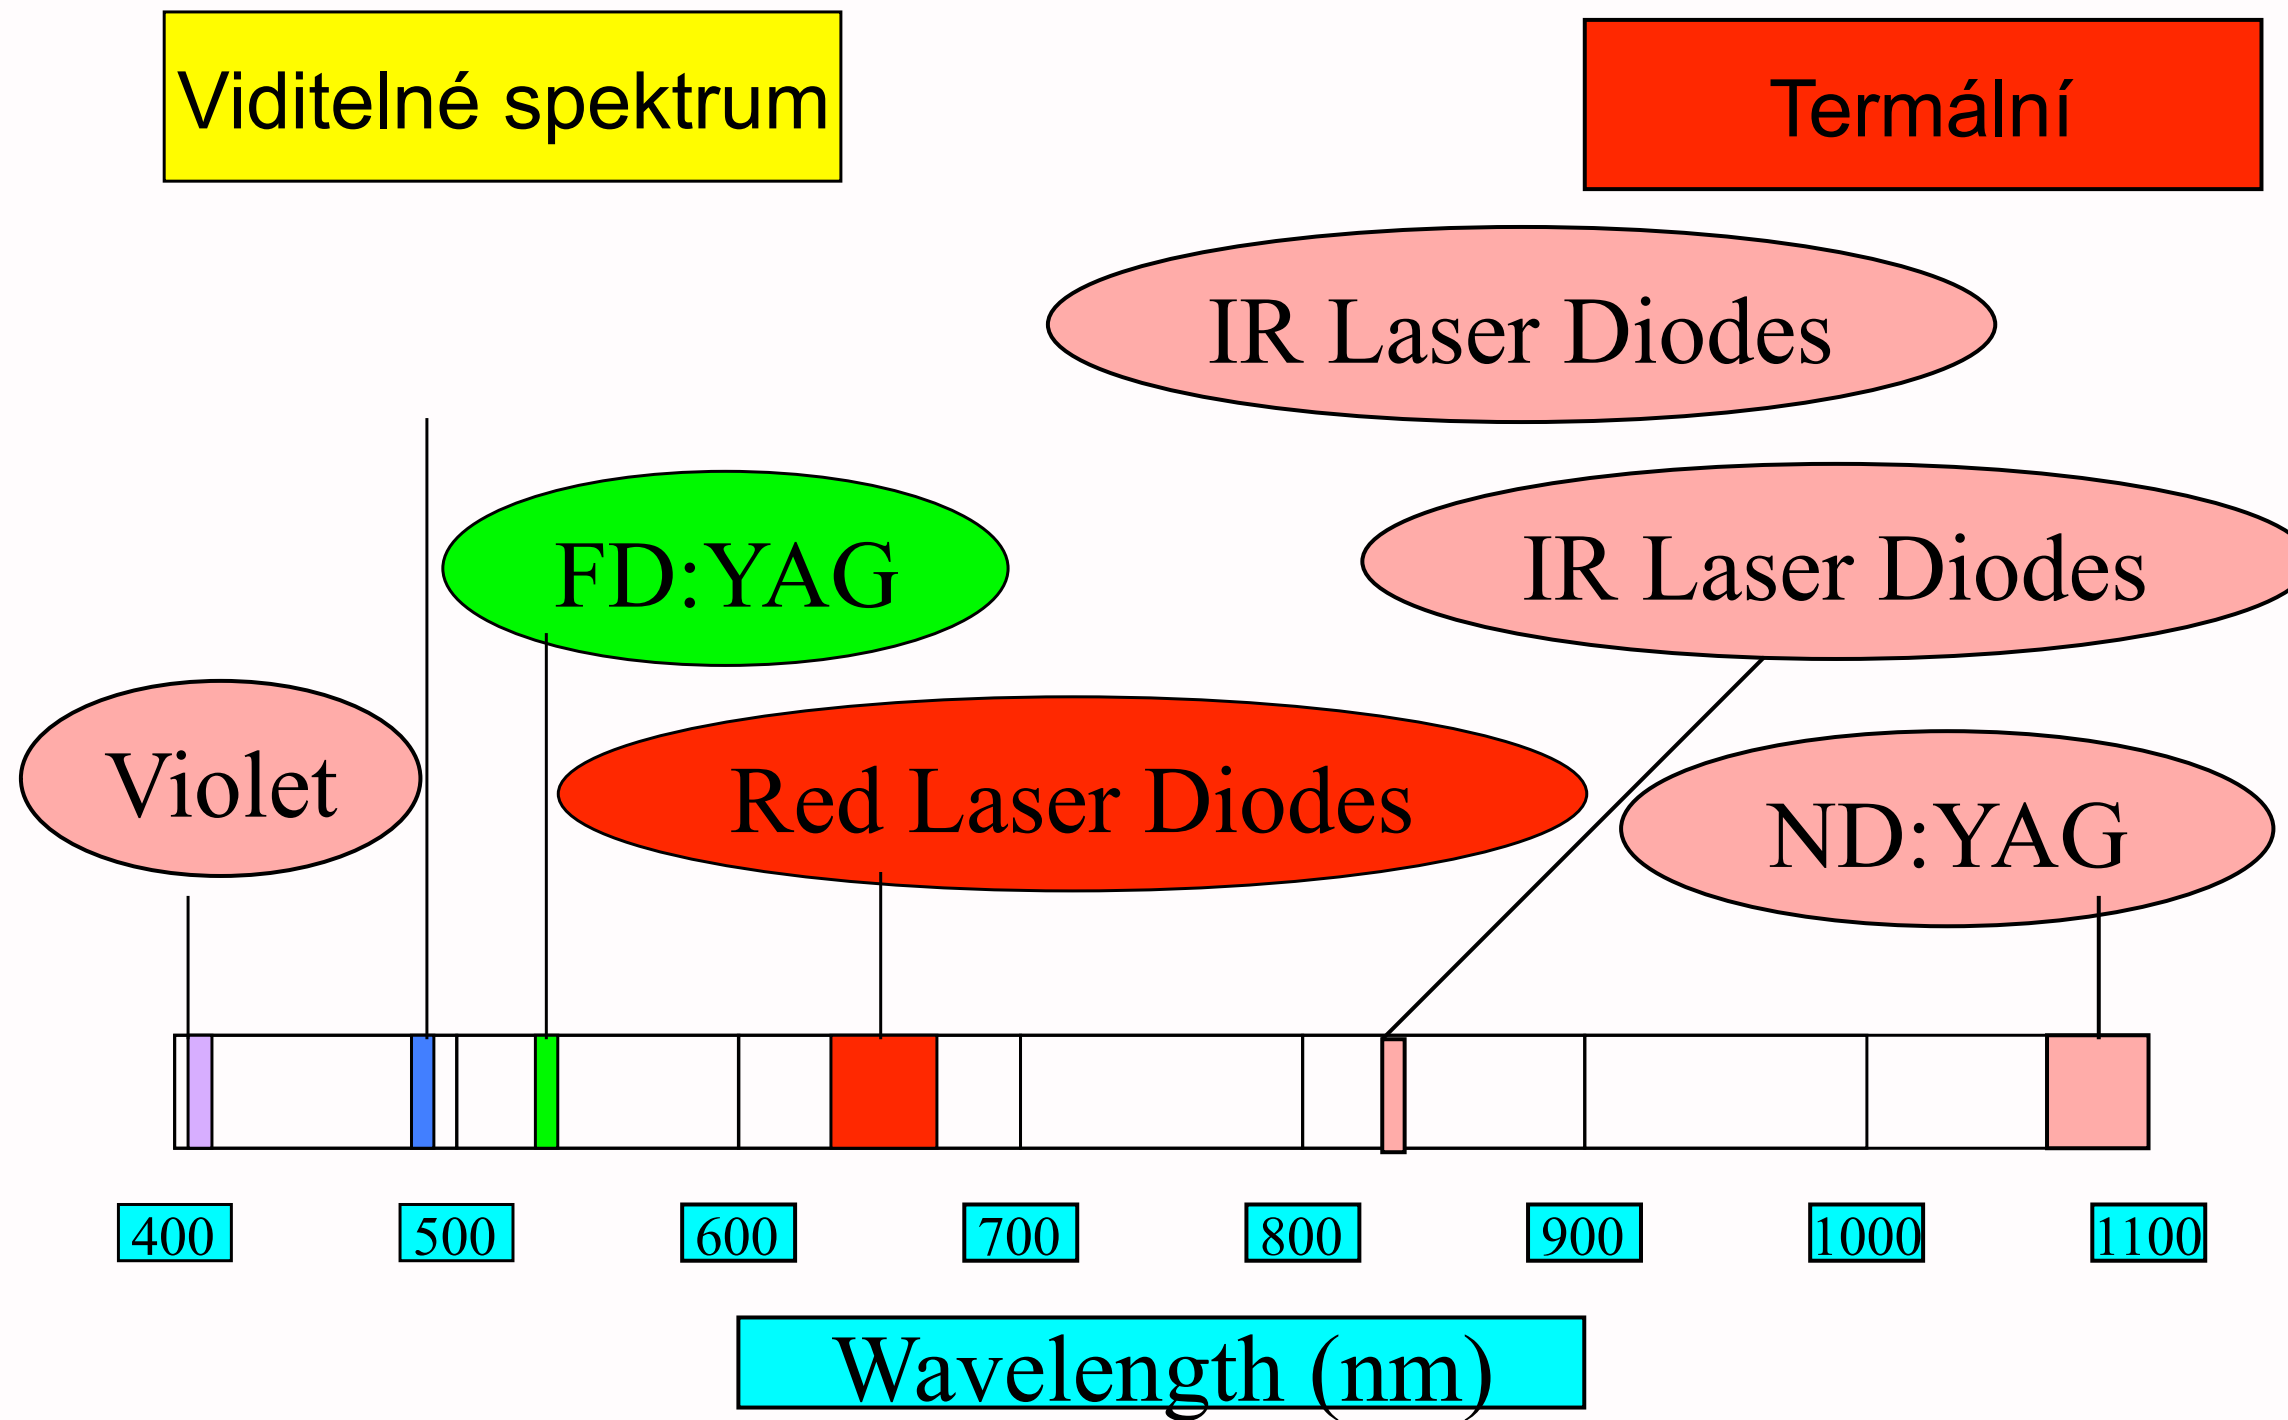 Viditelné spektrum
Termální
IR Laser Diodes
FD:YAG
IR Laser Diodes
Violet
Red Laser Diodes
ND:YAG
400
500
600
700
800
900
1000
1100
Wavelength (nm)